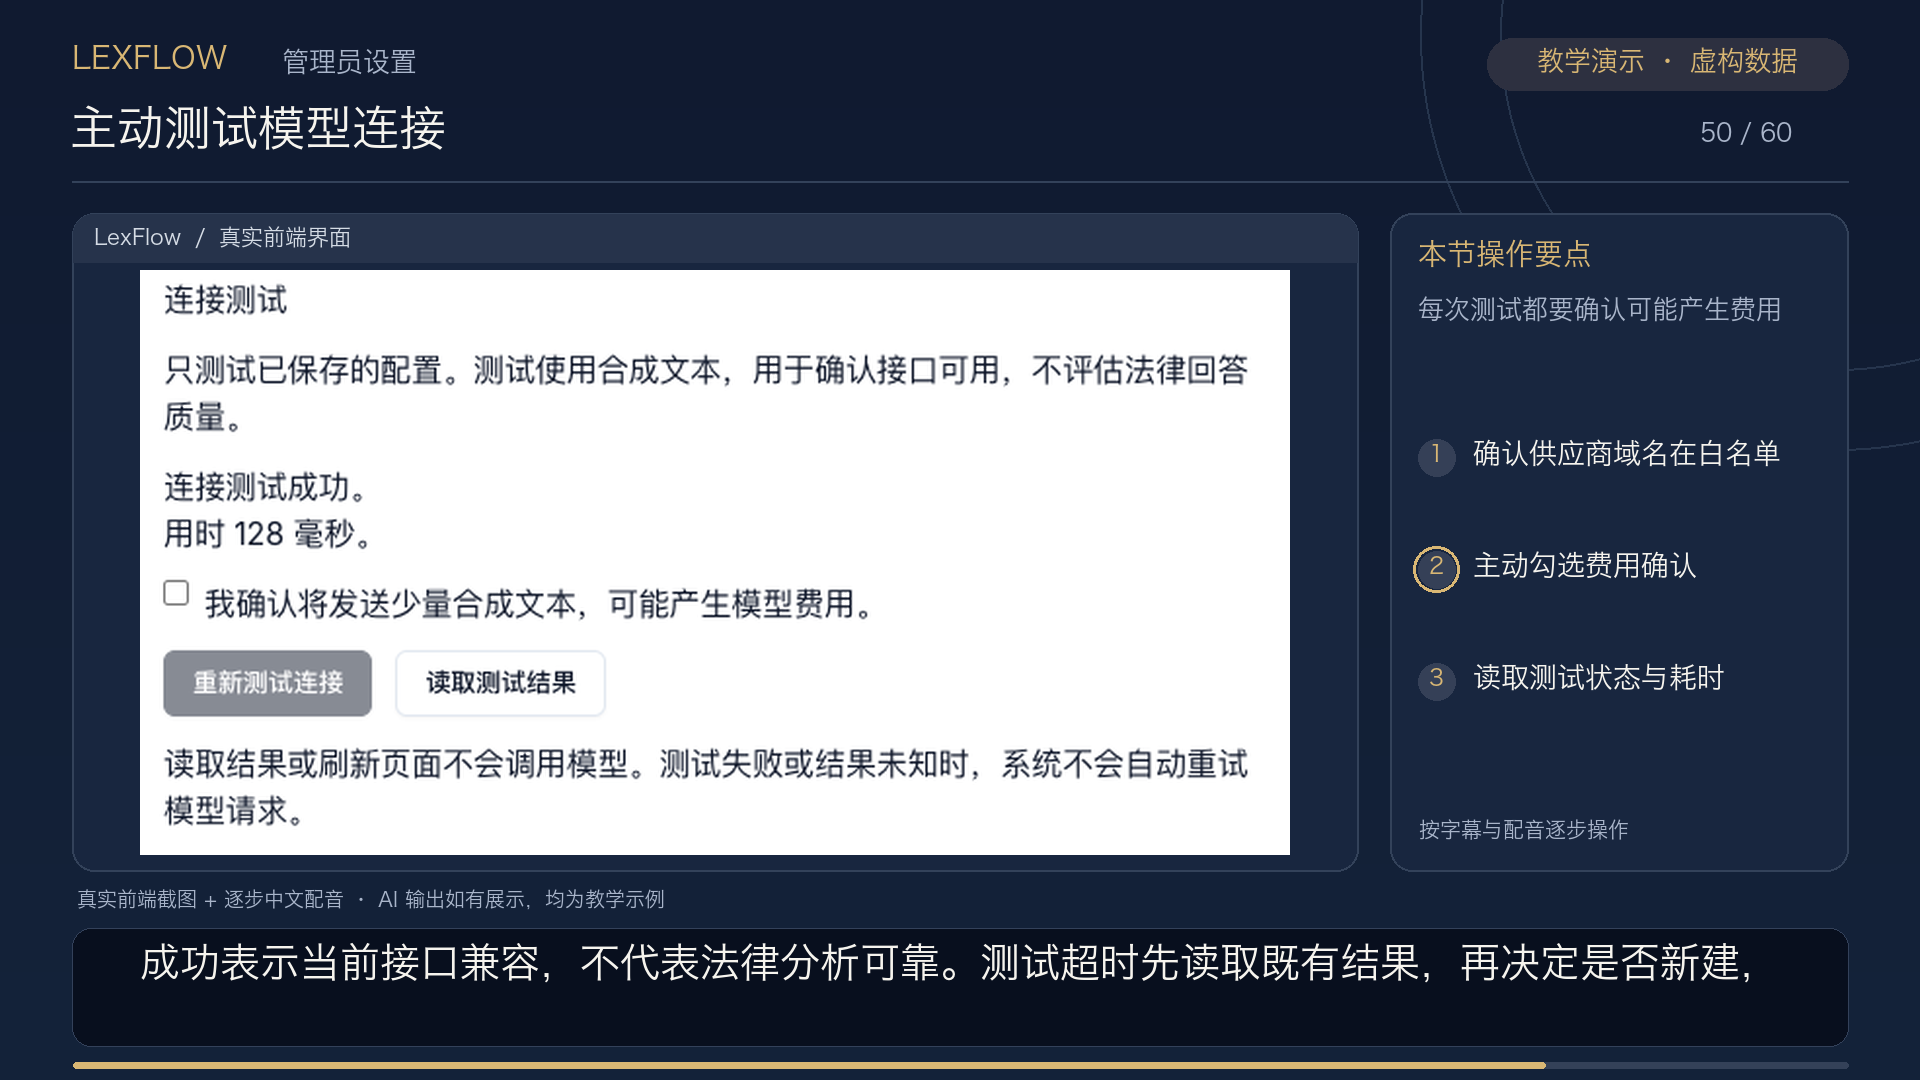 LEXFLOW 管理员设置
教学演示 · 虚构数据
主动测试模型连接
50 / 60
LexFlow / 真实前端界面
连接测试
只测试已保存的配置。测试使用合成文本，用于确认接口可用，不评估法律回答
质量。
连接测试成功。
用时 128 毫秒。
我确认将发送少量合成文本，可能产生模型费用。
重新测试连接 读取测试结果
读取结果或刷新页面不会调用模型。测试失败或结果未知时，系统不会自动重试
模型请求。
本节操作要点
每次测试都要确认可能产生费用
1 确认供应商域名在白名单
2 主动勾选费用确认
3 读取测试状态与耗时
按字幕与配音逐步操作
真实前端截图 + 逐步中文配音 · AI 输出如有展示，均为教学示例
成功表示当前接口兼容，不代表法律分析可靠。测试超时先读取既有结果，再决定是否新建，